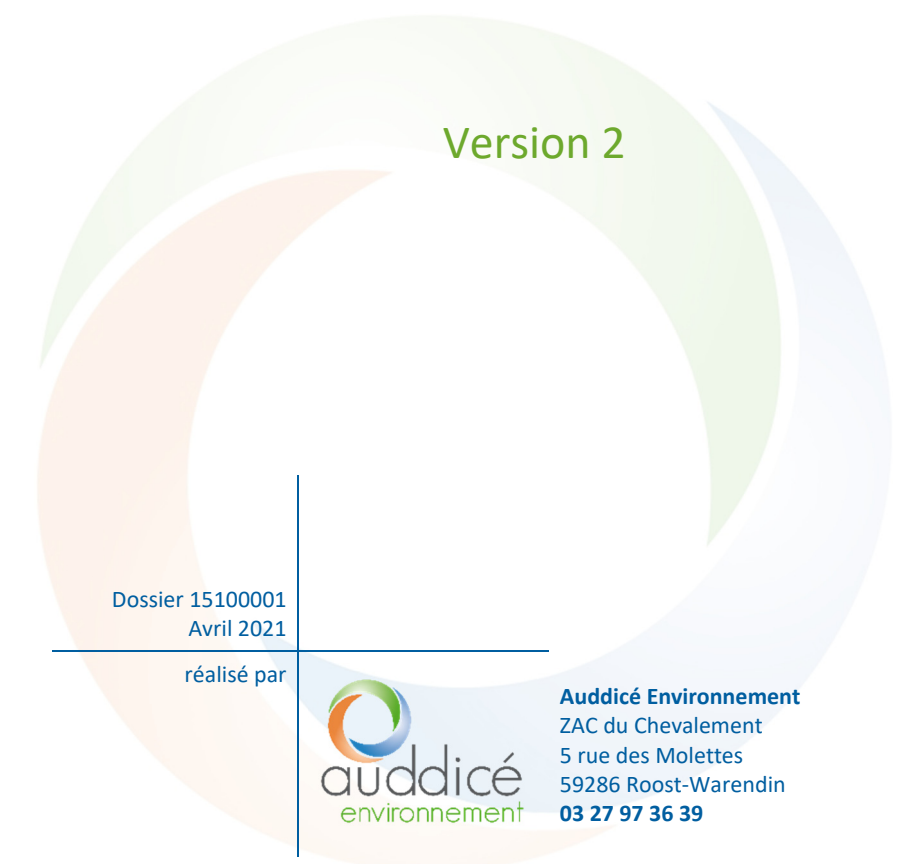 Version 2
Dossier 15100001
Avril 2021
réalisé par
auddicé
environnement
Auddicé Environnement
ZAC du Chevalement
5 rue des Molettes
59286 Roost-Warendin
03 27 97 36 39